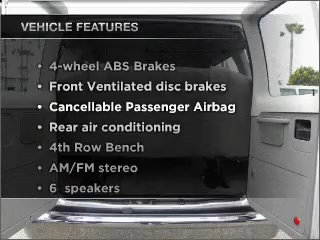 VEHICLE FEATURES
• 4-wheel ABS Brakes
• Front Ventilated disc brakes
• Cancellable Passenger Airbag
• Rear air conditioning
• 4th Row Bench
• AM/FM stereo
• 6 speakers